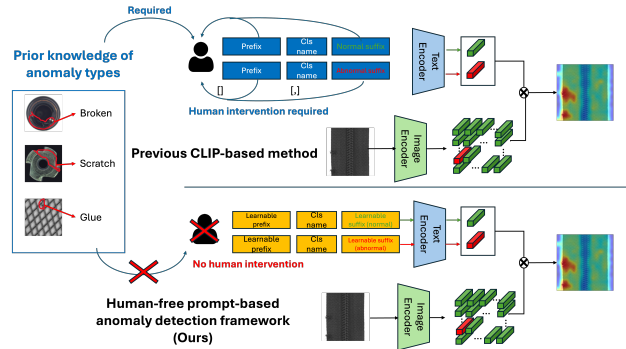 Required
Prior knowledge of
anomaly types
Broken
Scratch
Glue
Prefix
Cls
name
Normal suffix
Prefix
Cls
name
[]
[,]
Human intervention required
Text
Encoder
Previous CLIP-based method
Image
Encoder
Learnable
prefix
Cls
name
Learnable
suffix (normal)
Learnable
prefix
Cls
name
Learnable suffix
(abnormal)
No human intervention
Text
Encoder
Human-free prompt-based
anomaly detection framework
(Ours)
Image
Encoder